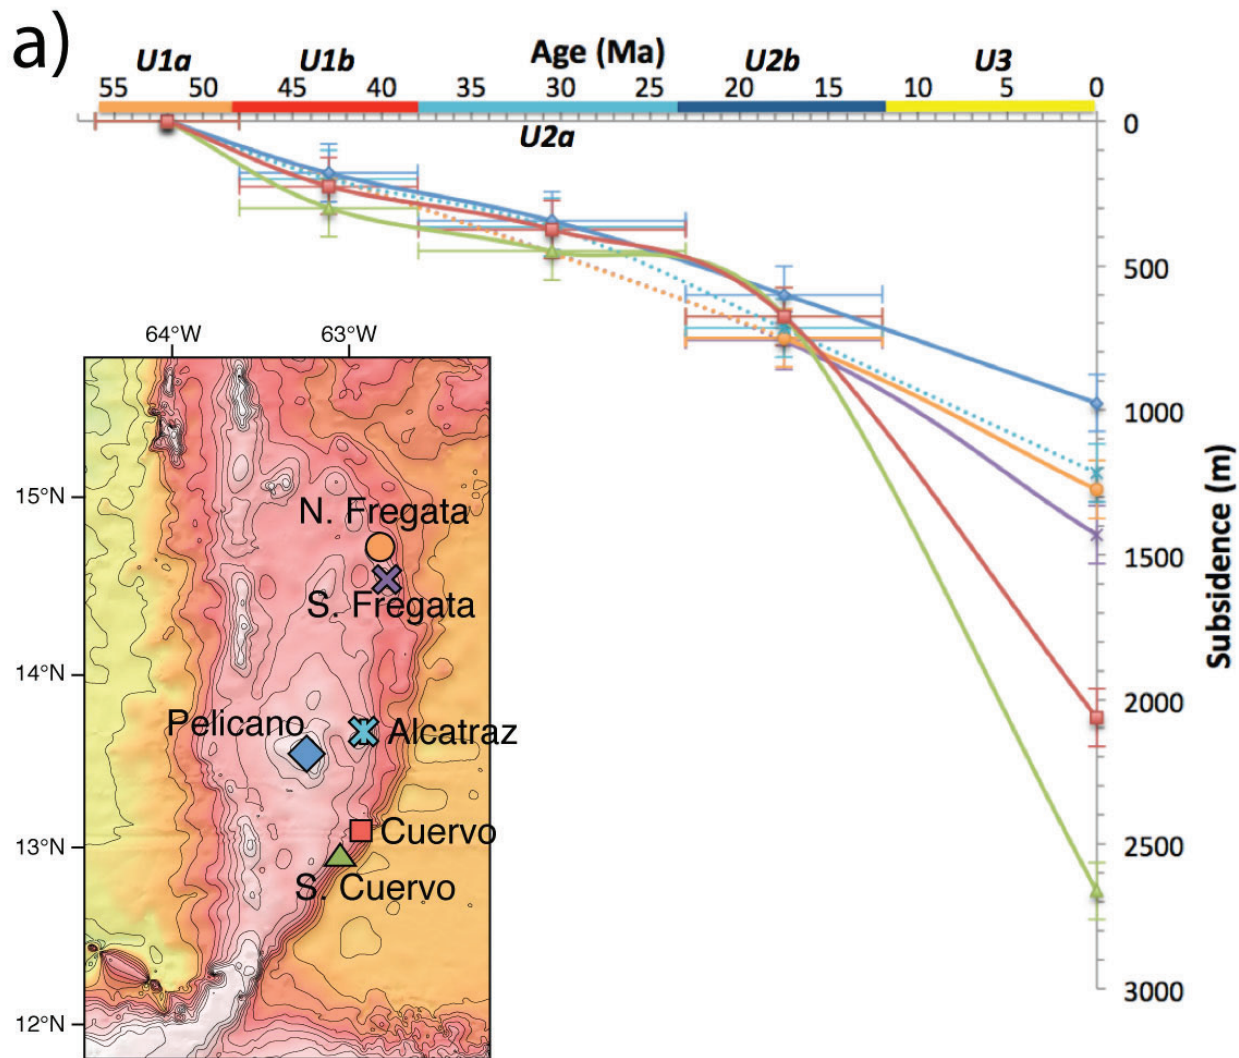 a)
U1a U1b Age (Ma) U2b U3
55 50 45 40 35 30 25 20 15 10 5 0
U2a
0
500
1000
1500
2000
2500
3000
Subsidence (m)
64°W 63°W
15°N
14°N
13°N
12°N
N. Fregata
S. Fregata
Pelicano
Alcatraz
Cuervo
S. Cuervo